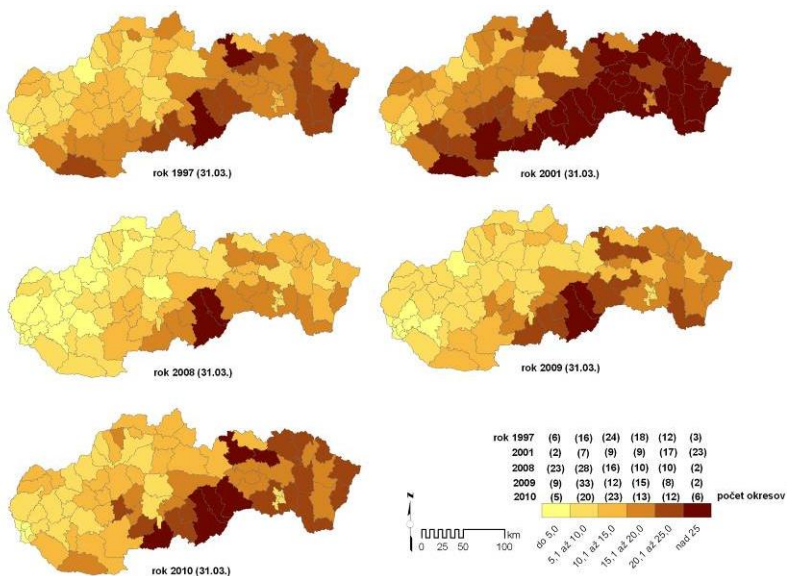 rok 1997 (31.03.)
rok 2001 (31.03.)
rok 2008 (31.03.)
rok 2009 (31.03.)
rok 2010 (31.03.)
rok 1997 (6) (16) (24) (18) (12) (3)
2001 (2) (7) (9) (9) (17) (23)
2008 (23) (28) (16) (10) (10) (2)
2009 (9) (33) (12) (15) (8) (2)
2010 (5) (20) (23) (13) (12) (6) počet okresov
N
km
0 25 50 100
do 5,0
5,1 až 10,0
10,1 až 15,0
15,1 až 20,0
20,1 až 25,0
nad 25